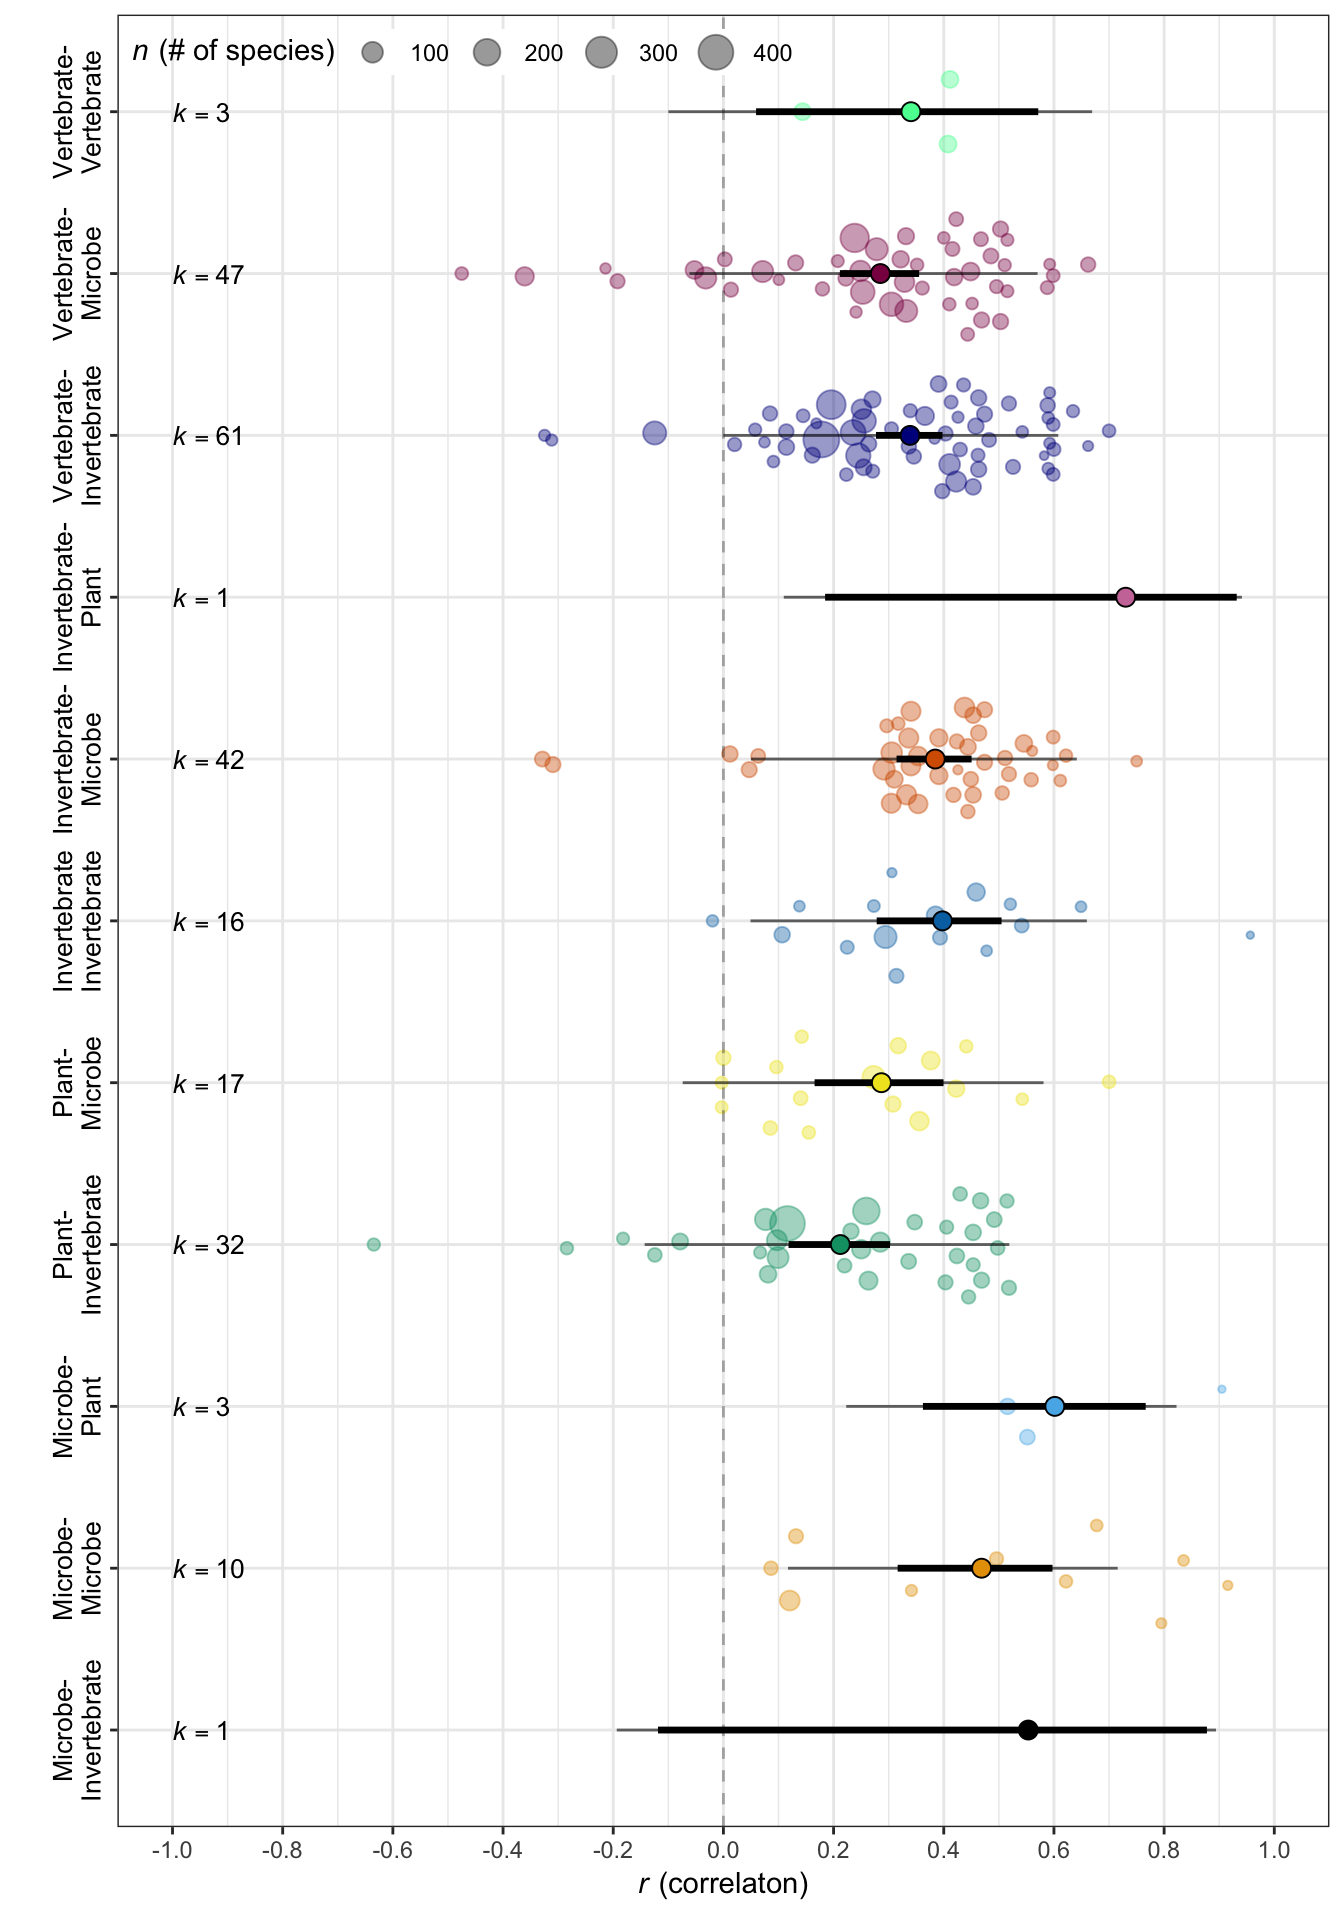 n (# of species) 100 200 300 400
Vertebrate-
Vertebrate
k = 3
Vertebrate-
Microbe
k = 47
Vertebrate-
Invertebrate
k = 61
Invertebrate-
Plant
k = 1
Invertebrate-
Microbe
k = 42
Invertebrate
Invertebrate
k = 16
Plant-
Microbe
k = 17
Plant-
Invertebrate
k = 32
Microbe-
Plant
k = 3
Microbe-
Microbe
k = 10
Microbe-
Invertebrate
k = 1
-1.0 -0.8 -0.6 -0.4 -0.2 0.0 0.2 0.4 0.6 0.8 1.0
r (correlaton)